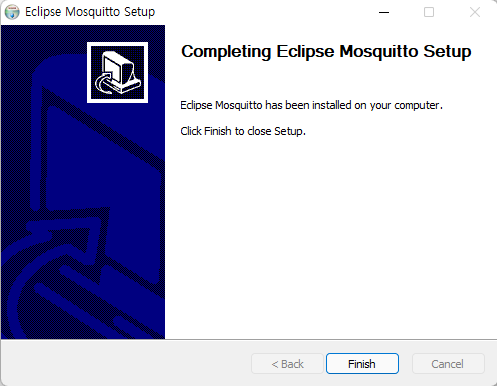 Eclipse Mosquitto Setup
Completing Eclipse Mosquitto Setup
Eclipse Mosquitto has been installed on your computer.
Click Finish to close Setup.
< Back
Finish
Cancel